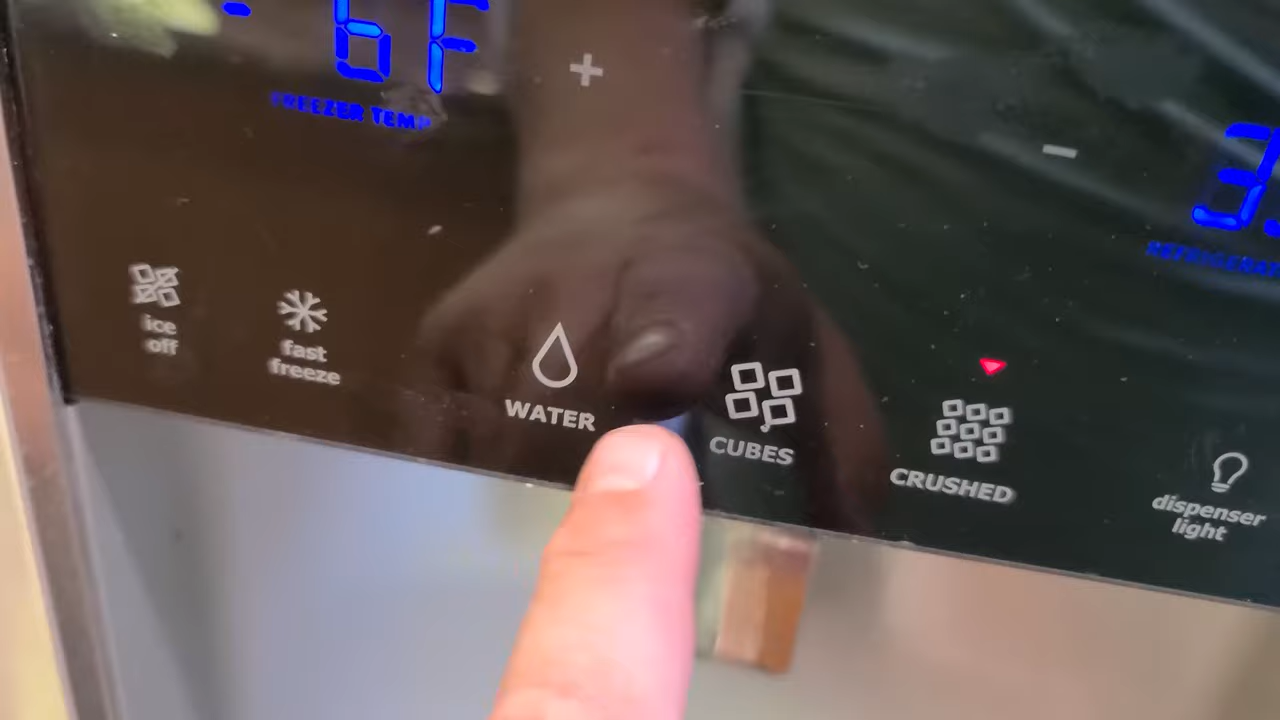 - 6F
FREEZER TEMP
+
-
3
ice
off
fast
freeze
WATER
CUBES
CRUSHED
dispenser
light